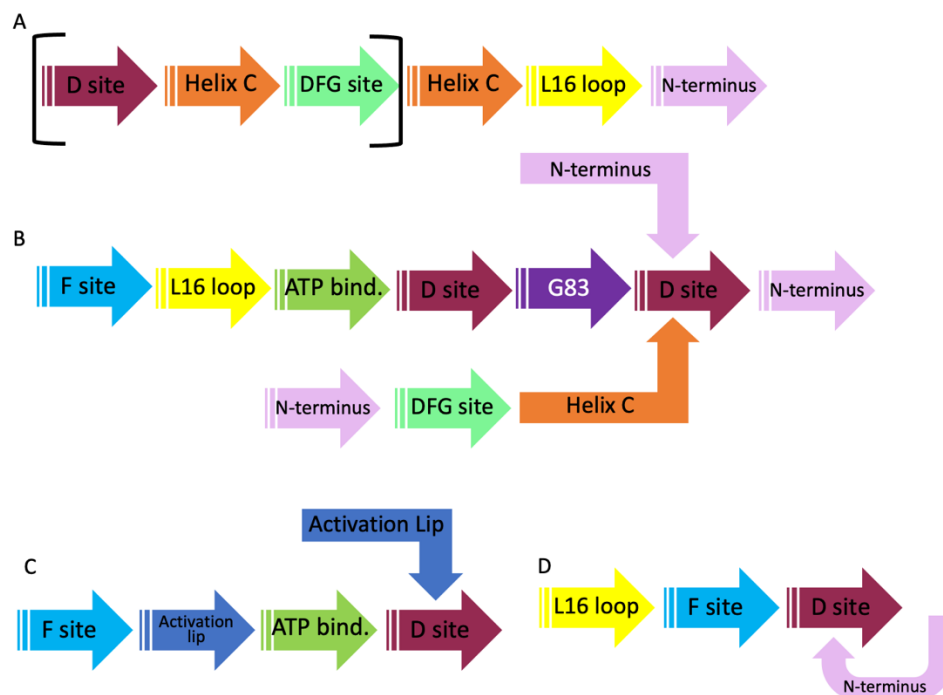 A
D site
Helix C
DFG site
Helix C
L16 loop
N-terminus
N-terminus
B
F site
L16 loop
ATP bind.
D site
G83
D site
N-terminus
N-terminus
DFG site
Helix C
Activation Lip
C
F site
Activation
lip
ATP bind.
D site
D
L16 loop
F site
D site
N-terminus